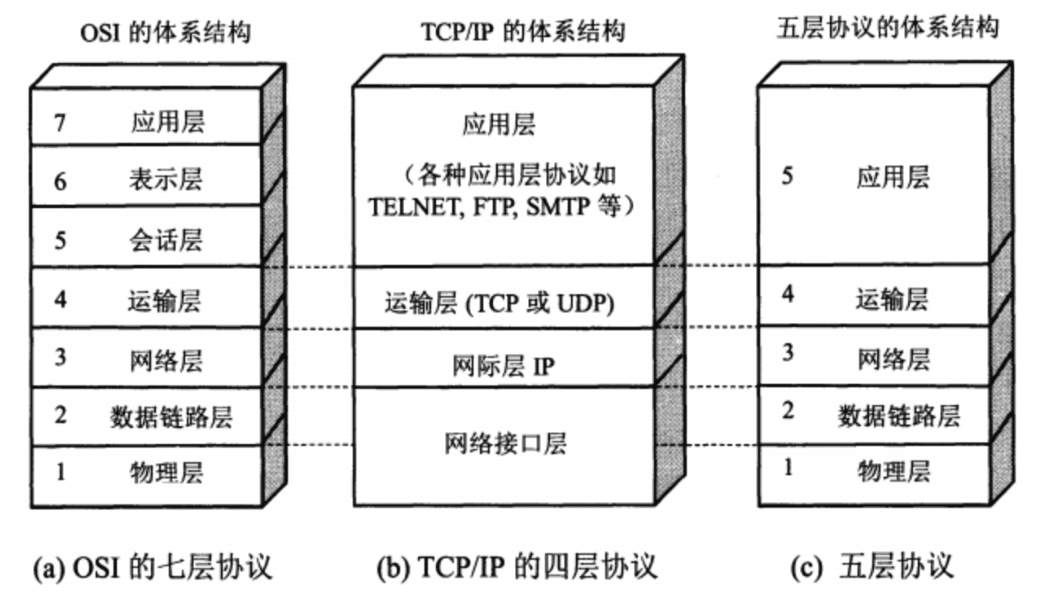 OSI 的体系结构
7 应用层
6 表示层
5 会话层
4 运输层
3 网络层
2 数据链路层
1 物理层
(a) OSI 的七层协议
TCP/IP 的体系结构
应用层
（各种应用层协议如
TELNET, FTP, SMTP 等）
运输层 (TCP 或 UDP)
网际层 IP
网络接口层
(b) TCP/IP 的四层协议
五层协议的体系结构
5 应用层
4 运输层
3 网络层
2 数据链路层
1 物理层
(c) 五层协议